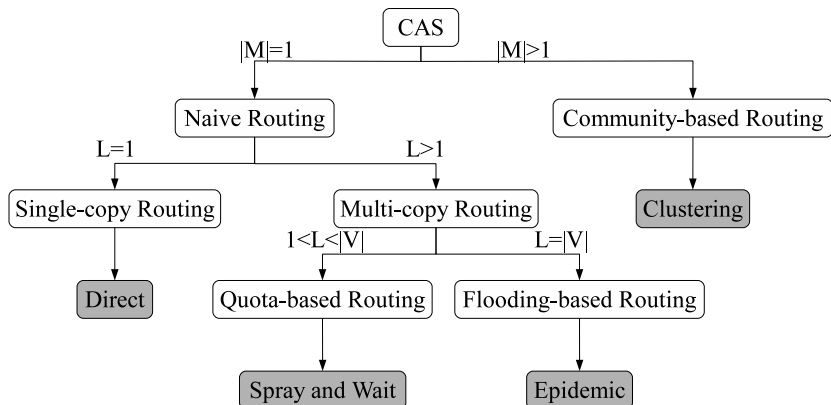 CAS
|M|=1
|M|>1
Naive Routing
Community-based Routing
L=1
L>1
Single-copy Routing
Multi-copy Routing
Clustering
1<L<|V|
L=|V|
Direct
Quota-based Routing
Flooding-based Routing
Spray and Wait
Epidemic